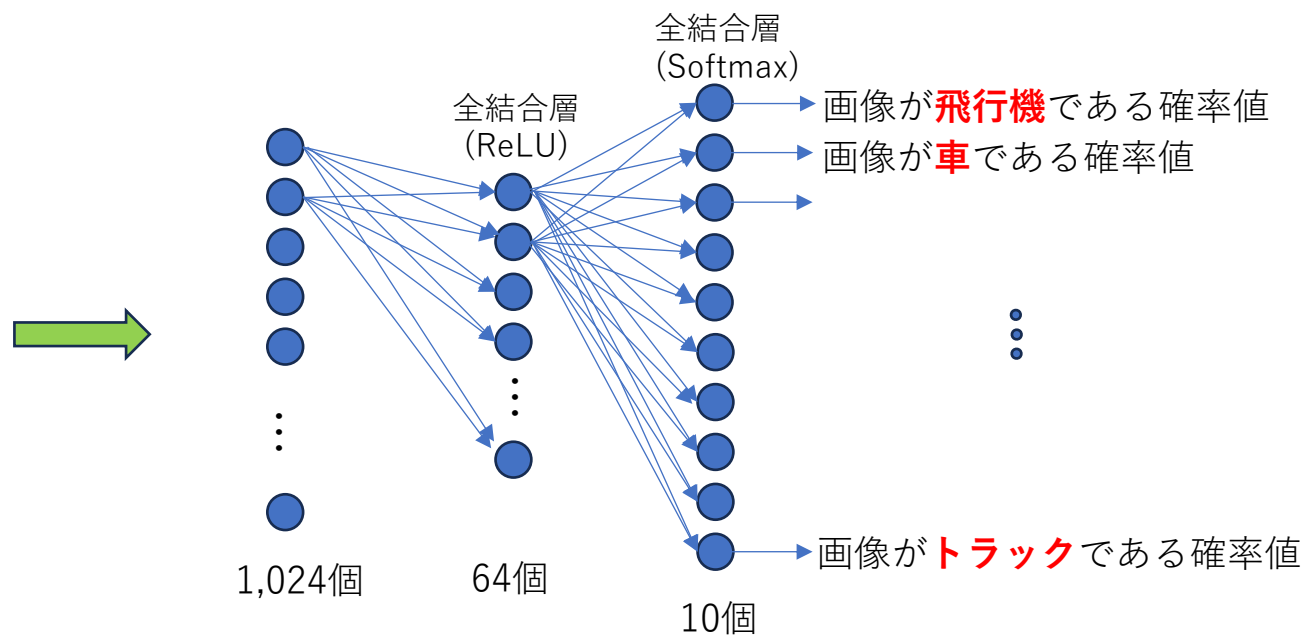 全結合層
(Softmax)
全結合層
(ReLU)
画像が飛行機である確率値
画像が車である確率値
画像がトラックである確率値
1,024個
64個
10個